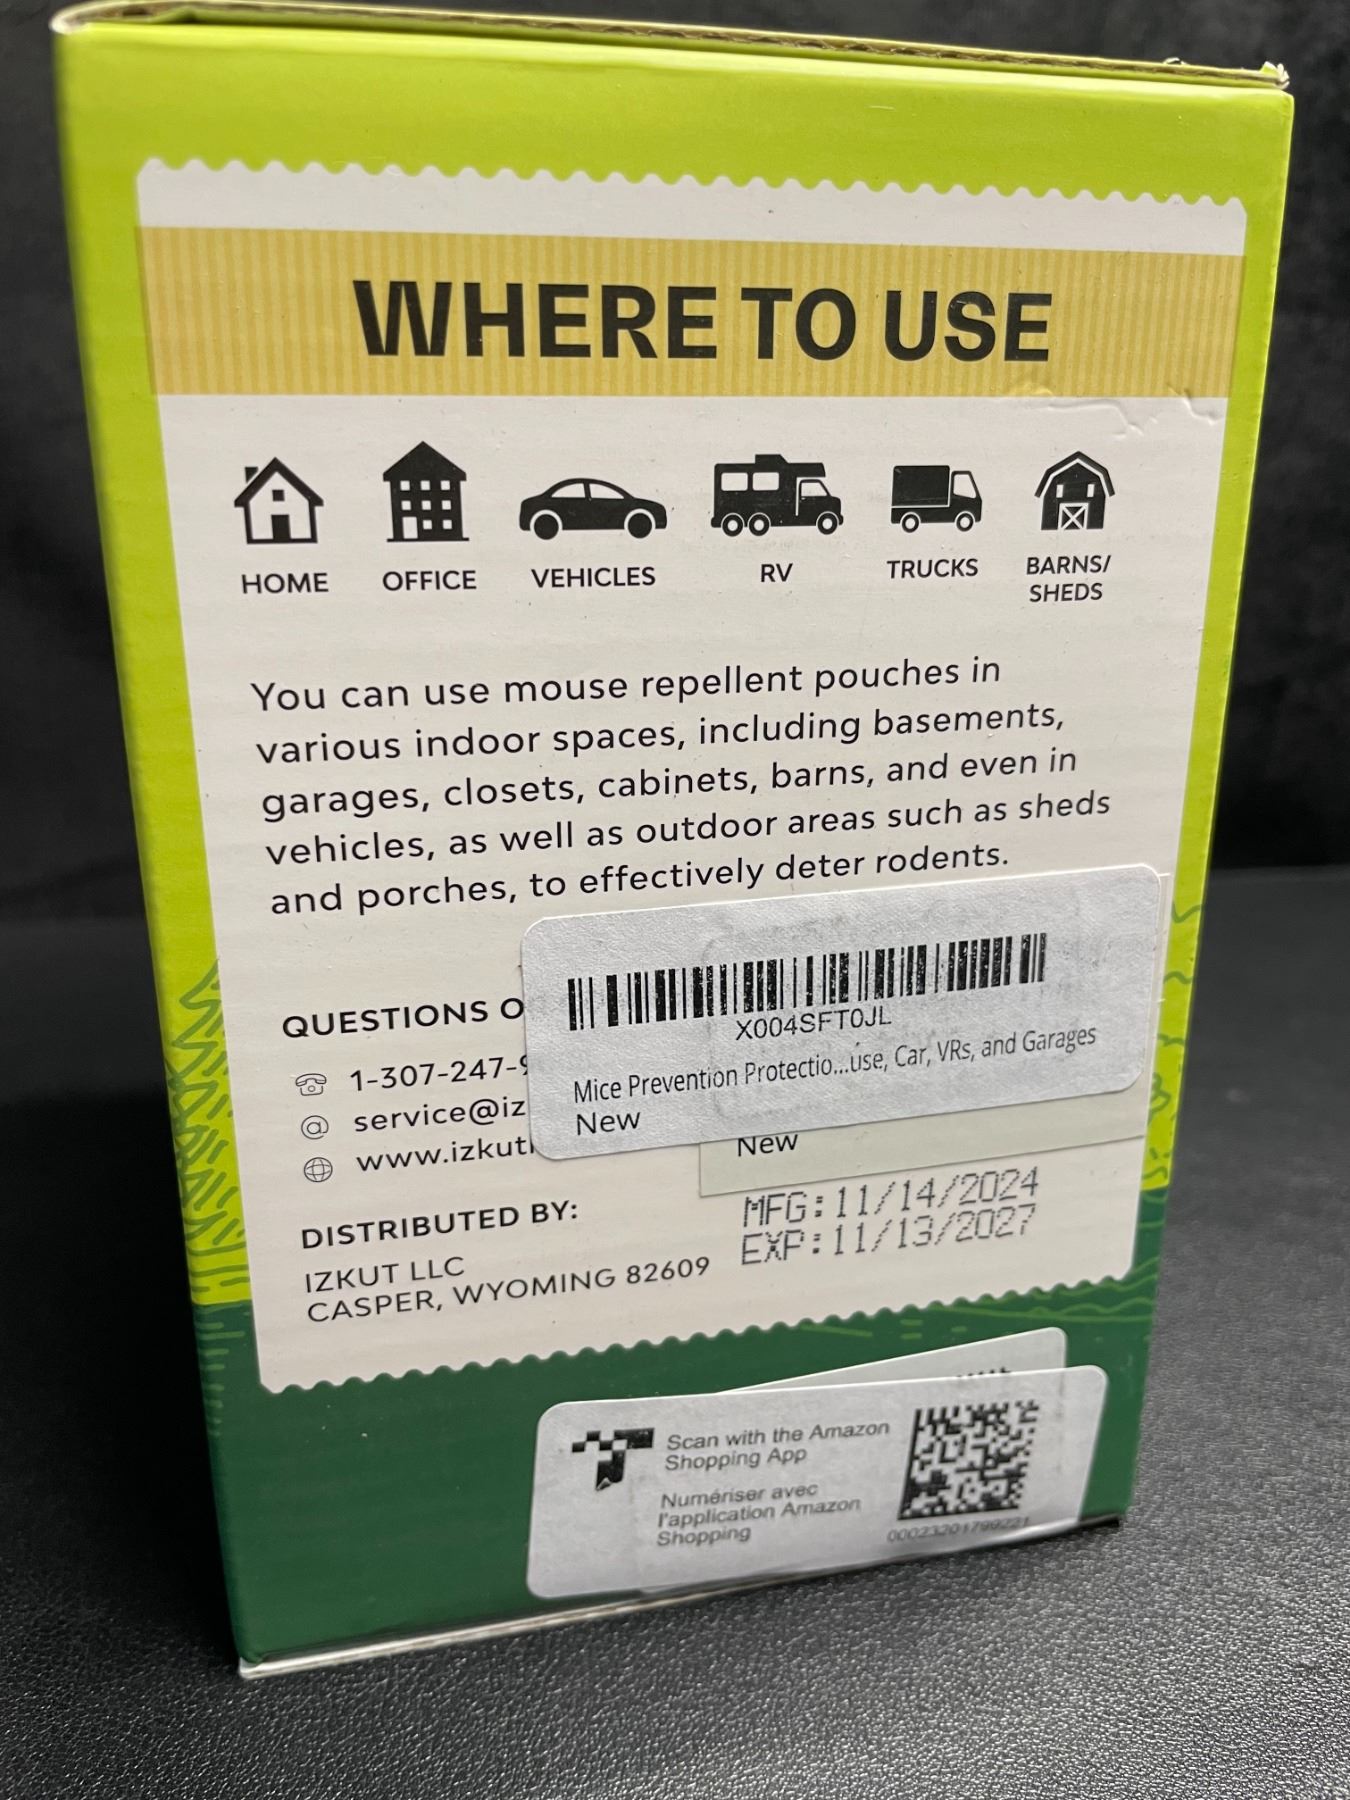 WHERE TO USE
HOME
OFFICE
VEHICLES
RV
TRUCKS
BARNS/
SHEDS
You can use mouse repellent pouches in
various indoor spaces, including basements,
garages, closets, cabinets, barns, and even in
vehicles, as well as outdoor areas such as sheds
and porches, to effectively deter rodents.
QUESTIONS O
1-307-247-9
service@iz
www.izkut
X004SFT0JL
Mice Prevention Protectio...use, Car, VRs, and Garages
New
New
DISTRIBUTED BY:
IZKUT LLC
CASPER, WYOMING 82609
MFG:11/14/2024
EXP:11/13/2027
Scan with the Amazon
Shopping App
Numériser avec
l'application Amazon
Shopping